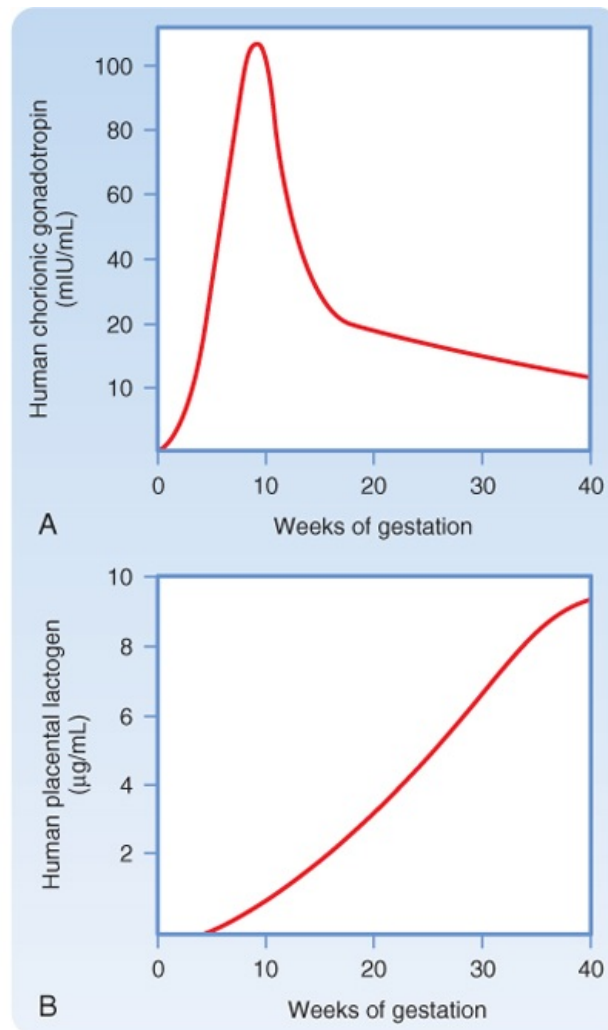 Human chorionic gonadotropin
(mIU/mL)
100
80
60
40
20
10
0
10
20
30
40
Weeks of gestation
A
Human placental lactogen
(μg/mL)
10
8
6
4
2
0
10
20
30
40
Weeks of gestation
B